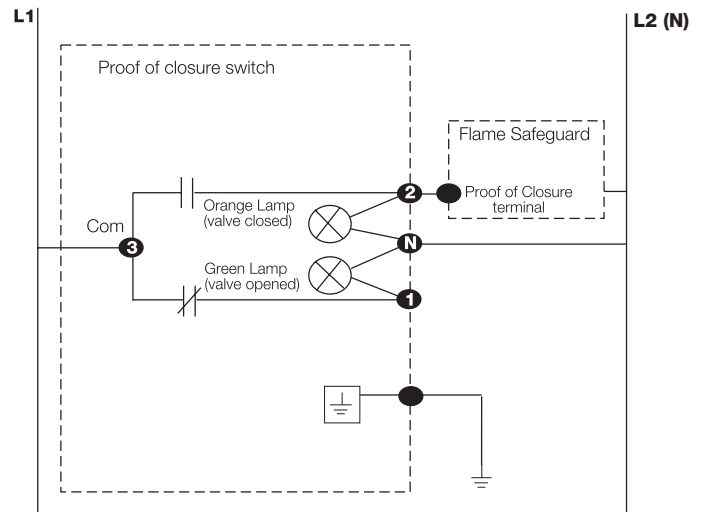 L1
L2 (N)
Proof of closure switch
Flame Safeguard
2
Proof of Closure
terminal
Orange Lamp
(valve closed)
Com
3
N
Green Lamp
(valve opened)
1